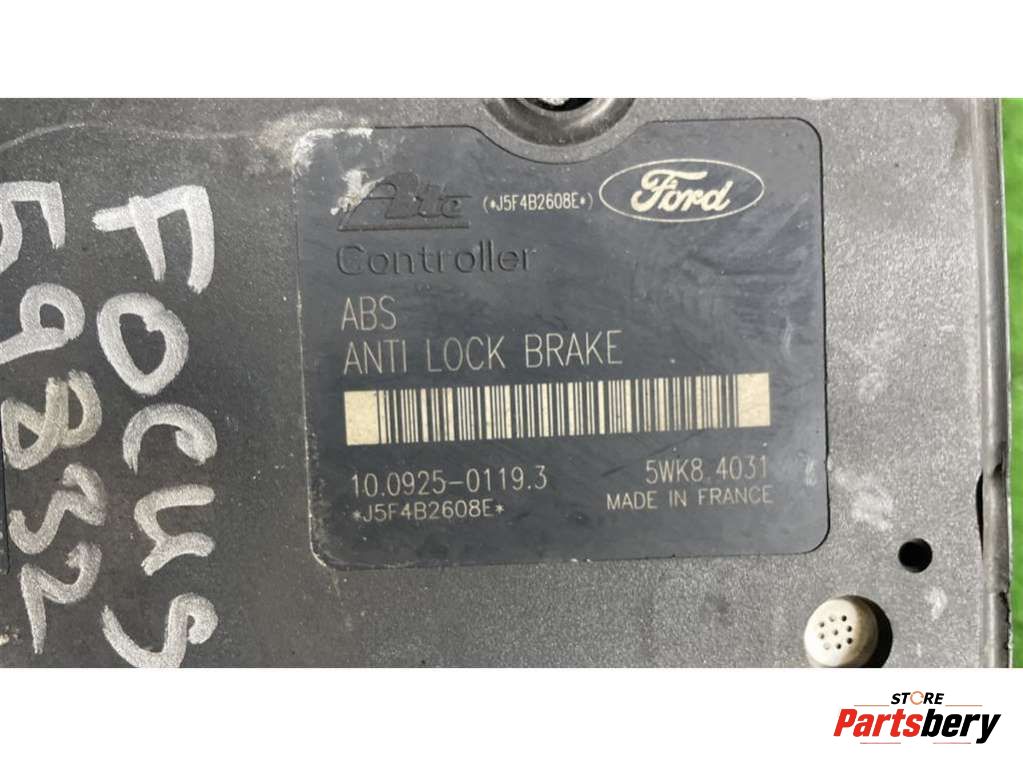 FOCUS
59832
Ate (*J5F4B2608E*) Ford
Controller
ABS
ANTI LOCK BRAKE
10.0925-0119.3 5WK8 4031
*J5F4B2608E* MADE IN FRANCE
STORE
Partsbery